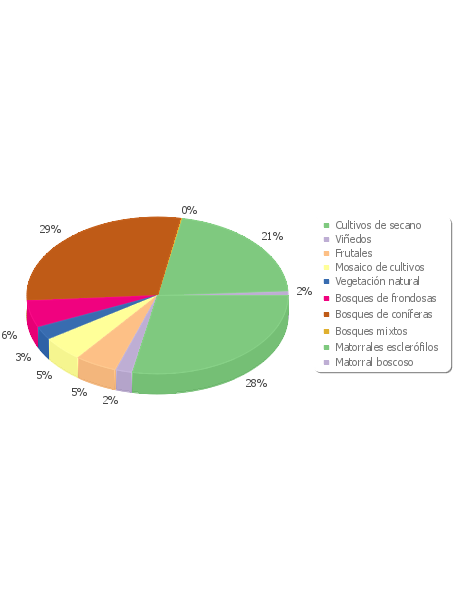 0%
29%
21%
2%
6%
3%
5%
5%
2%
28%
Cultivos de secano
Viñedos
Frutales
Mosaico de cultivos
Vegetación natural
Bosques de frondosas
Bosques de coníferas
Bosques mixtos
Matorrales esclerófilos
Matorral boscoso